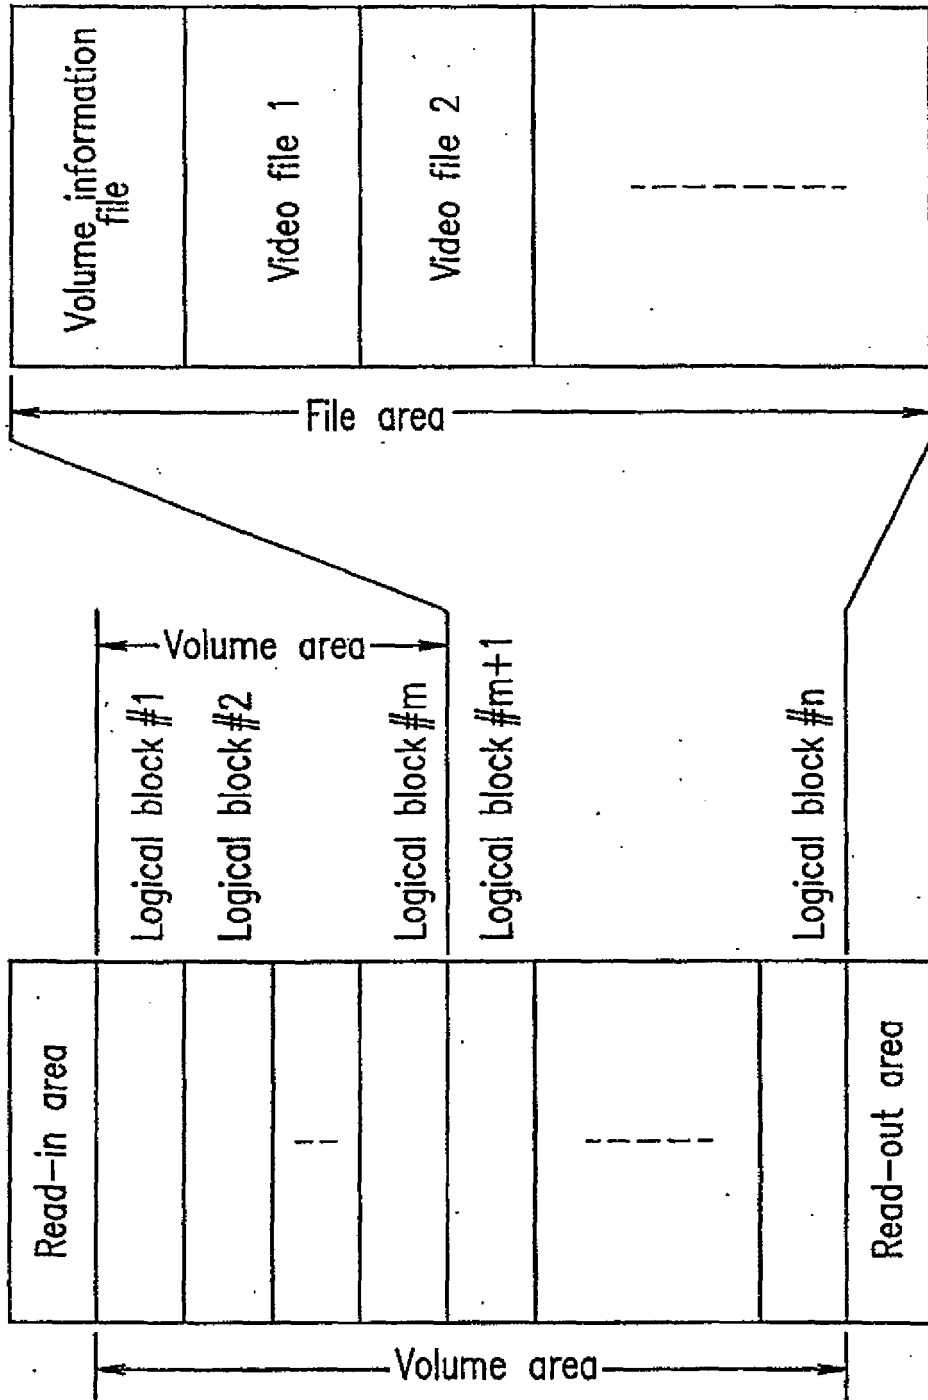 Volume information
file
Video file 1
Video file 2
File area
Volume area
Logical block #1
Logical block #2
Logical block #m
Logical block #m+1
Logical block #n
Read-in area
Read-out area
Volume area